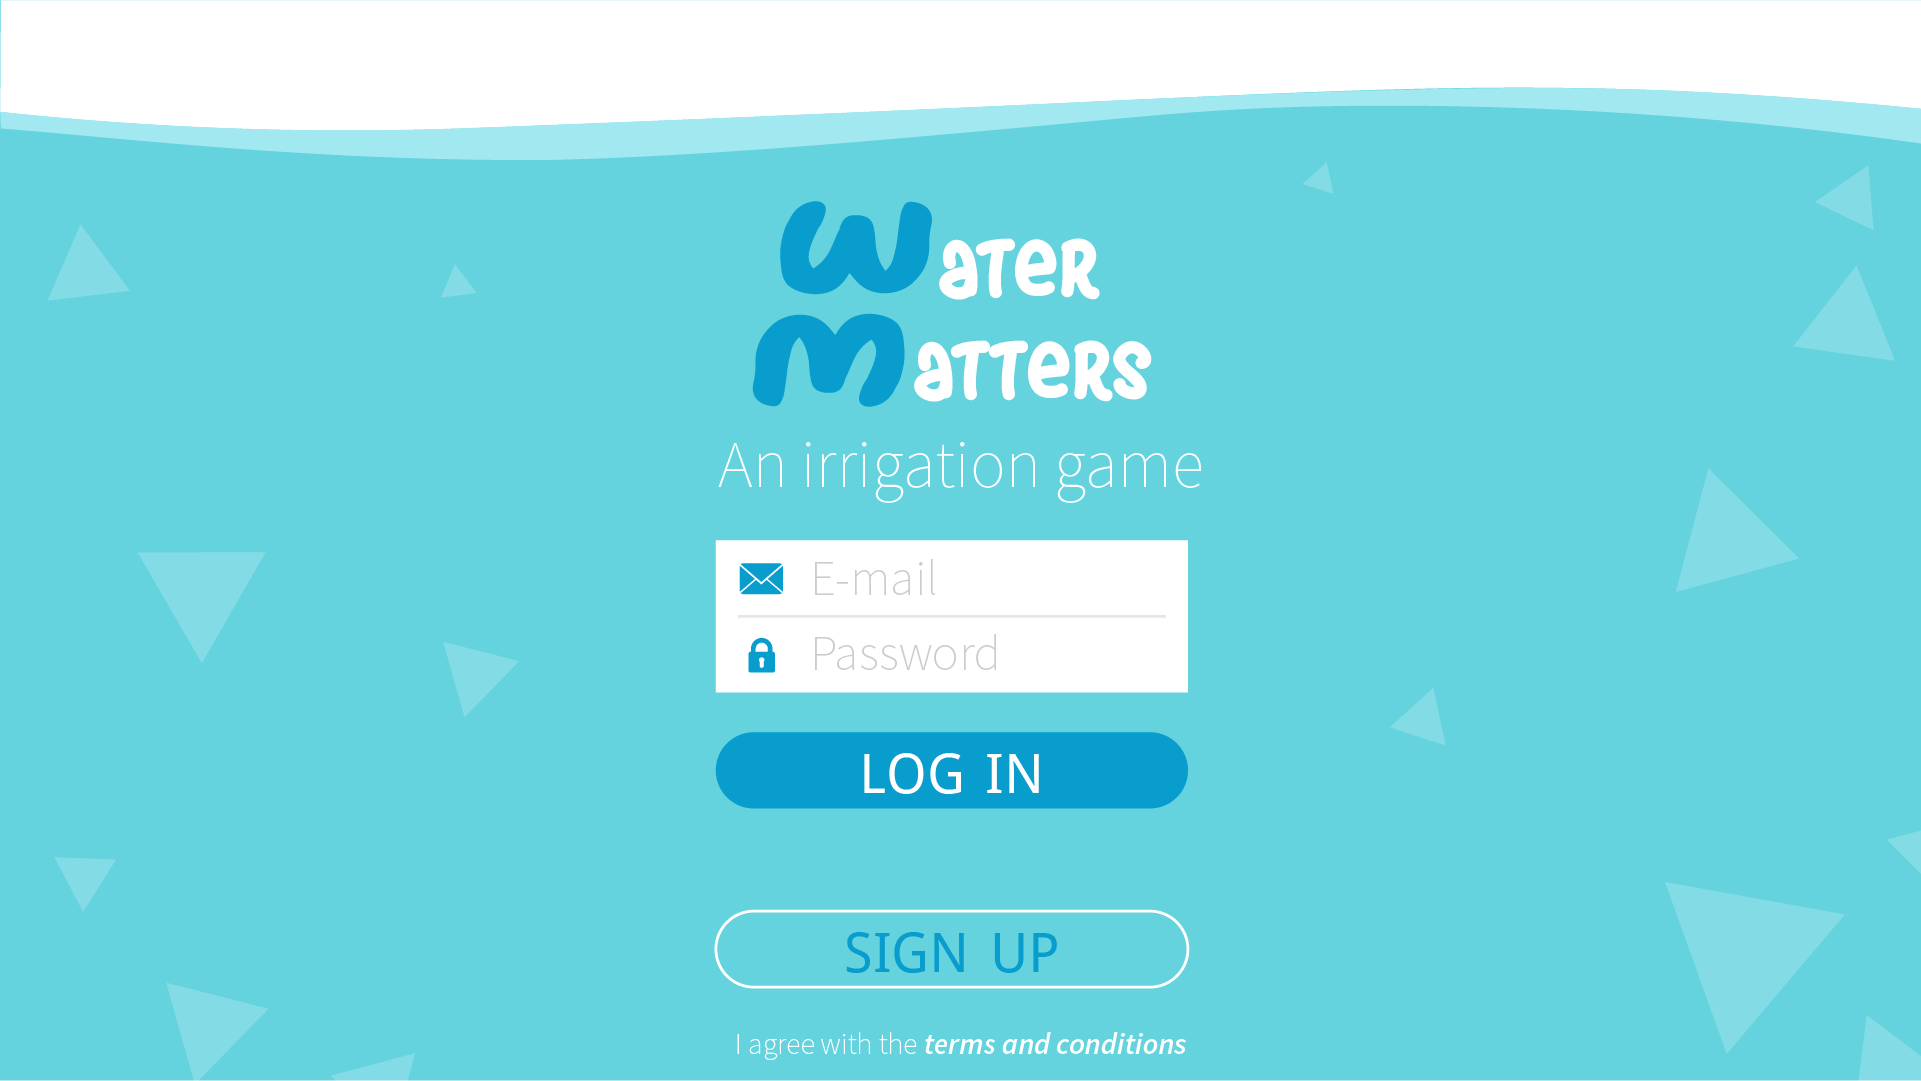 Water
Matters
An irrigation game
E-mail
Password
LOG IN
SIGN UP
I agree with the terms and conditions